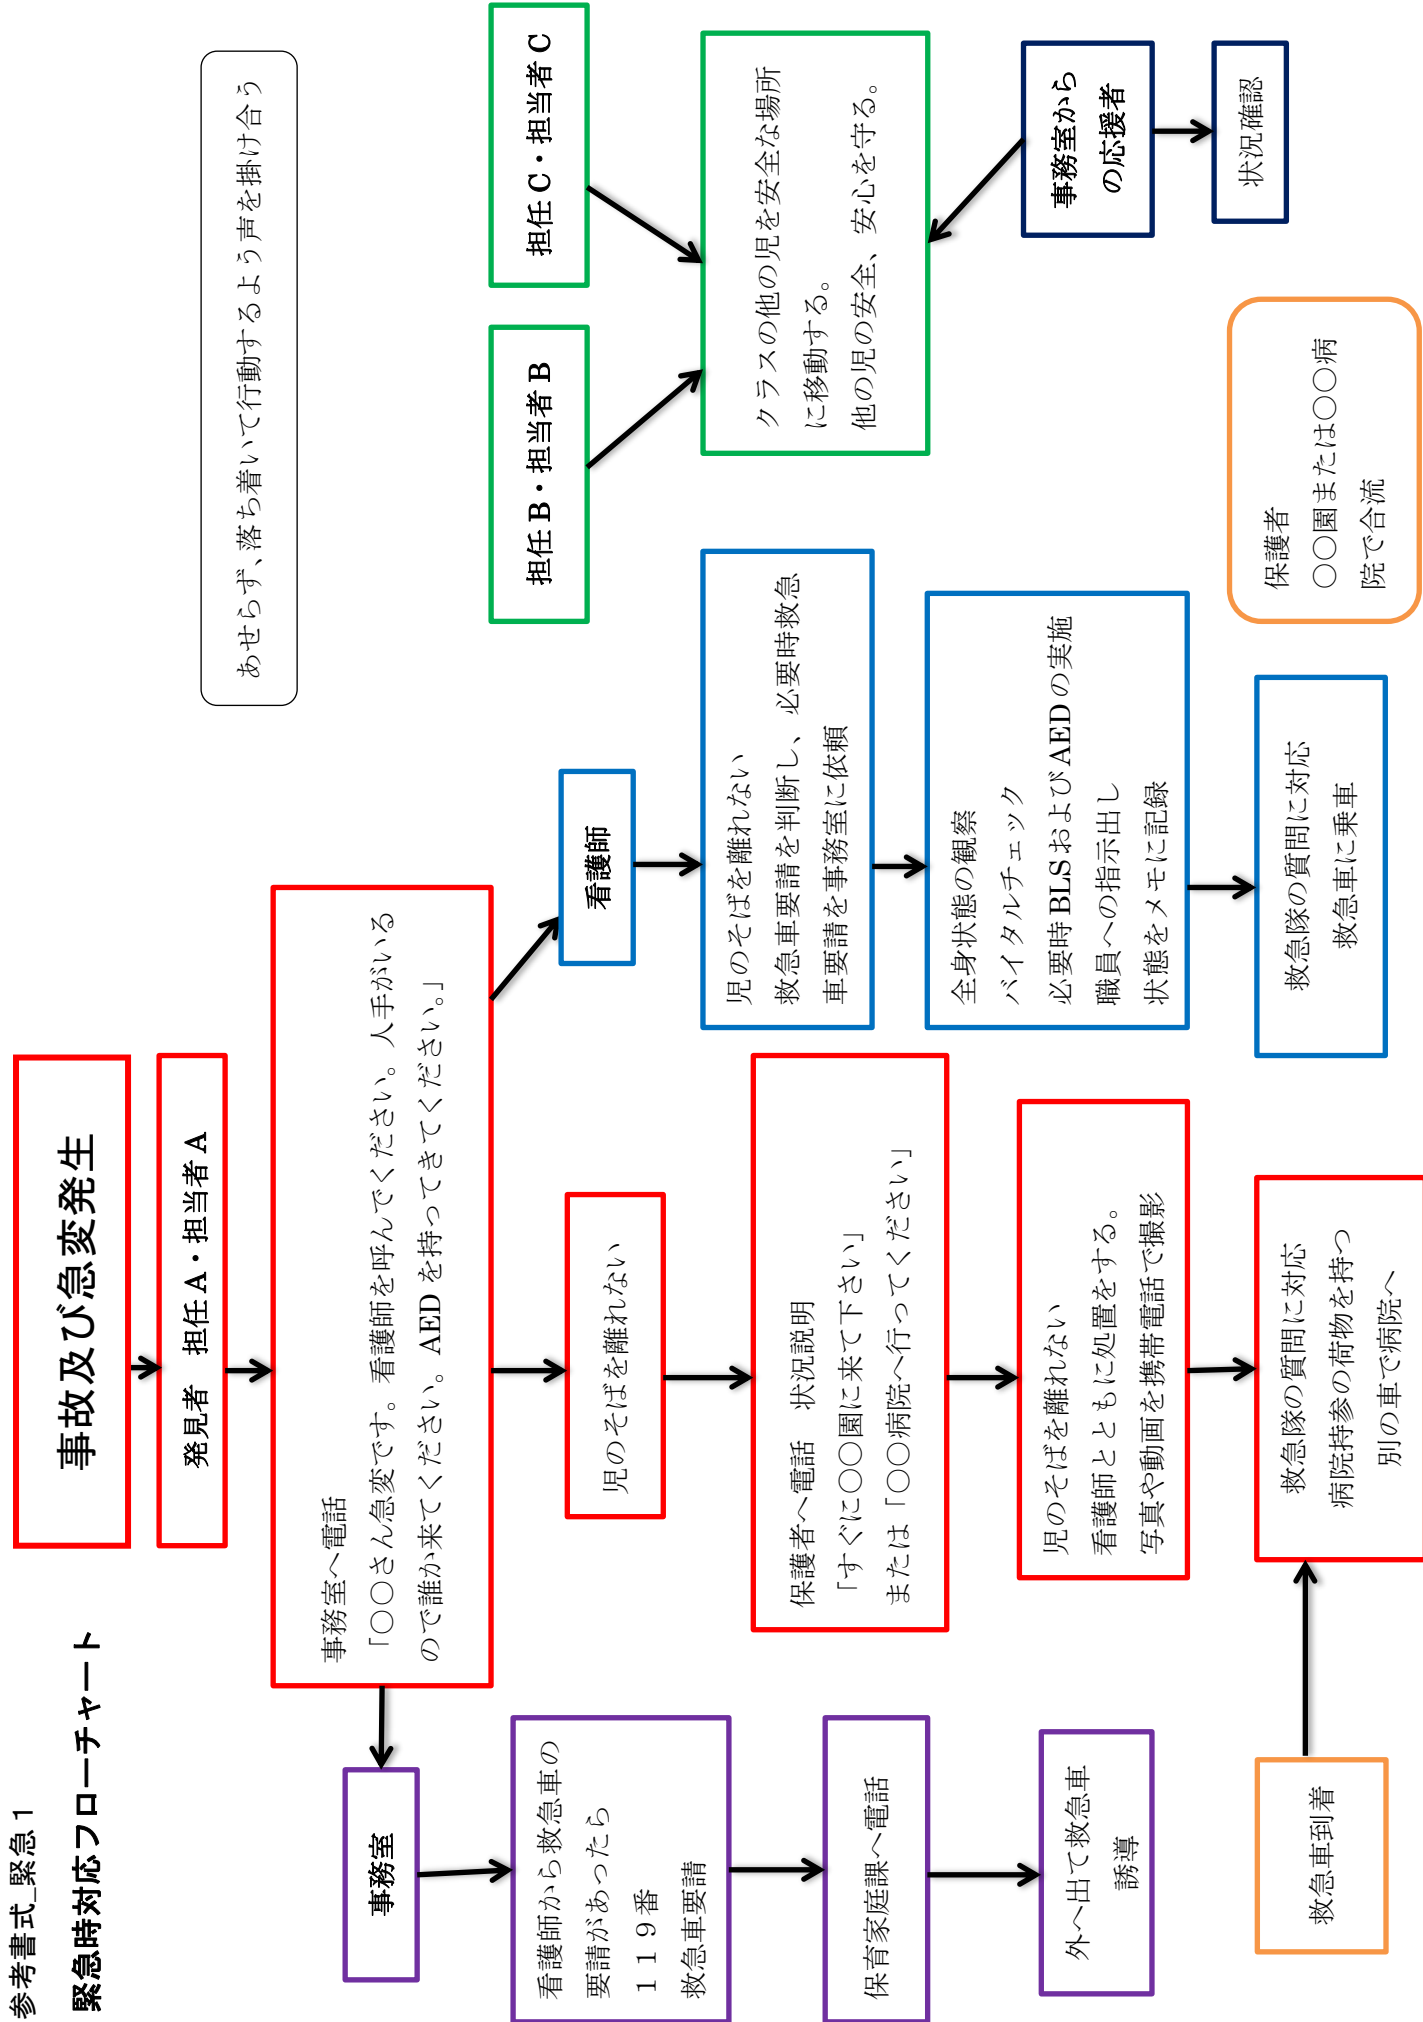 参考書式_緊急1
緊急時対応フローチャート
事故及び急変発生
発見者　担任A・担当者A
あせらず、落ち着いて行動するよう声を掛け合う
事務室へ電話
「〇〇さん急変です。看護師を呼んでください。人手がいる
ので誰か来てください。AEDを持ってきてください。」
事務室
看護師から救急車の
要請があったら
１１９番
救急車要請
保育家庭課へ電話
外へ出て救急車
誘導
救急車到着
児のそばを離れない
保護者へ電話　状況説明
「すぐに〇〇園に来て下さい」
または「〇〇病院へ行ってください」
児のそばを離れない
看護師とともに処置をする。
写真や動画を携帯電話で撮影
救急隊の質問に対応
病院持参の荷物を持つ
別の車で病院へ
看護師
児のそばを離れない
救急車要請を判断し、必要時救急
車要請を事務室に依頼
全身状態の観察
バイタルチェック
必要時BLSおよびAEDの実施
職員への指示出し
状態をメモに記録
救急隊の質問に対応
救急車に乗車
担任B・担当者B
担任C・担当者C
クラスの他の児を安全な場所
に移動する。
他の児の安全、安心を守る。
事務室から
の応援者
状況確認
保護者
〇〇園または〇〇病
院で合流